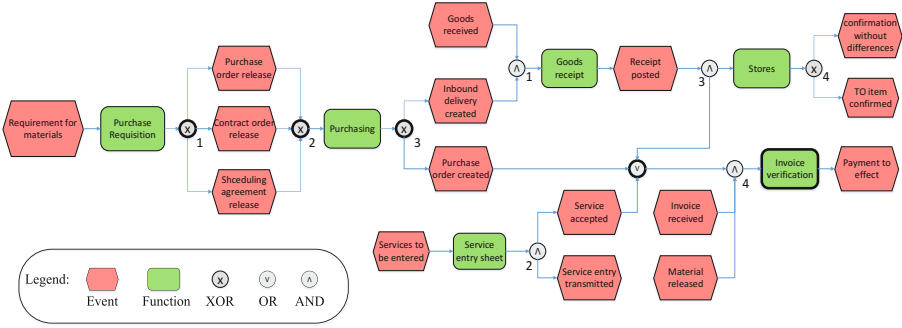 Goods
received
confirmation
without
differences
Purchase
order release
Goods
receipt
Receipt
posted
Stores
TO item
confirmed
Inbound
delivery
created
Requirement for
materials
Purchase
Requisition
Contract order
release
Purchasing
Purchase
order created
Shceduling
agreement
release
Invoice
verification
Payment to
effect
Service
accepted
Invoice
received
Services to
be entered
Service
entry sheet
Service entry
transmitted
Material
released
x
1
x
2
x
3
^
1
^
3
x
4
v
^
4
^
2
Legend:
x
v
^
Event
Function
XOR
OR
AND